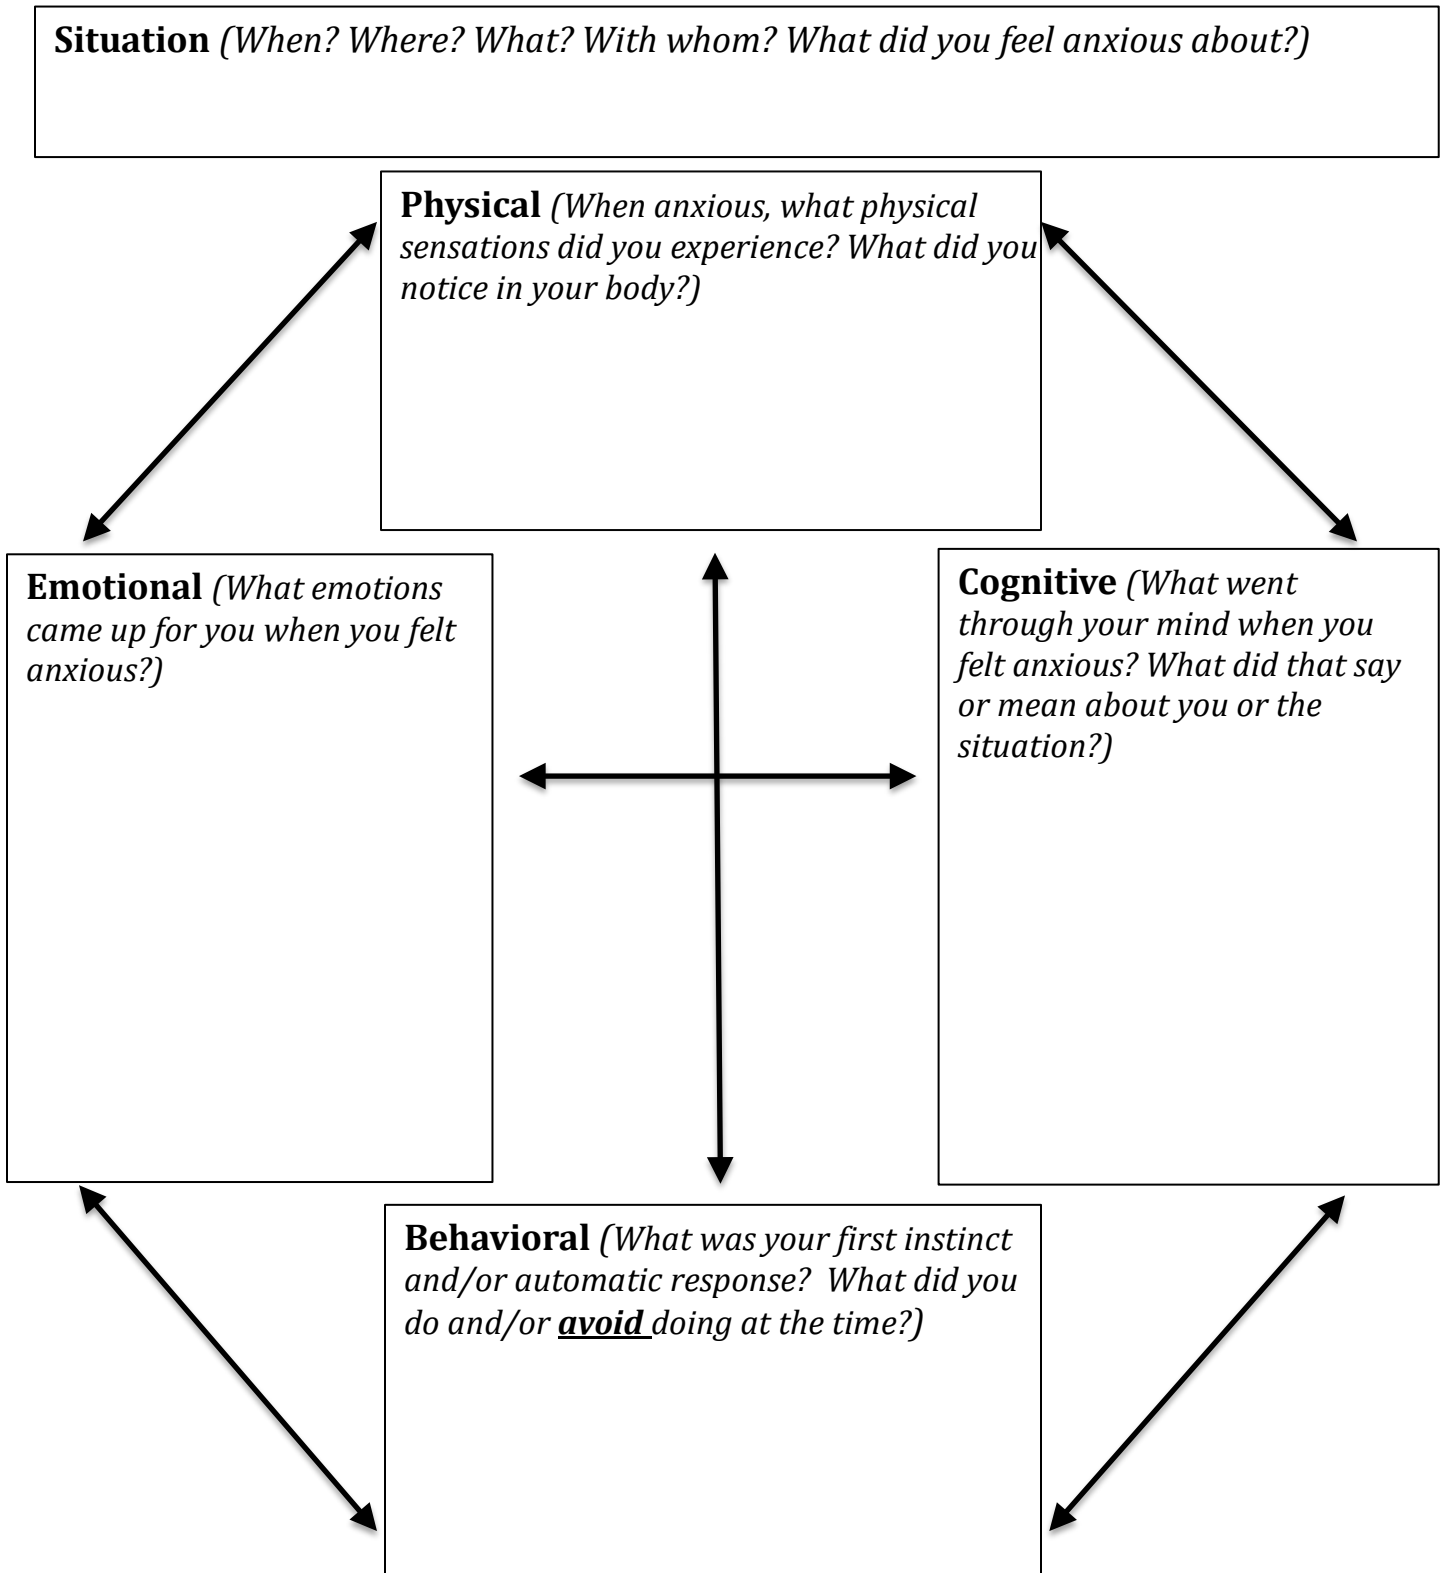 Situation (When? Where? What? With whom? What did you feel anxious about?)
Physical (When anxious, what physical
sensations did you experience? What did you
notice in your body?)
Emotional (What emotions
came up for you when you felt
anxious?)
Cognitive (What went
through your mind when you
felt anxious? What did that say
or mean about you or the
situation?)
Behavioral (What was your first instinct
and/or automatic response?  What did you
do and/or avoid doing at the time?)